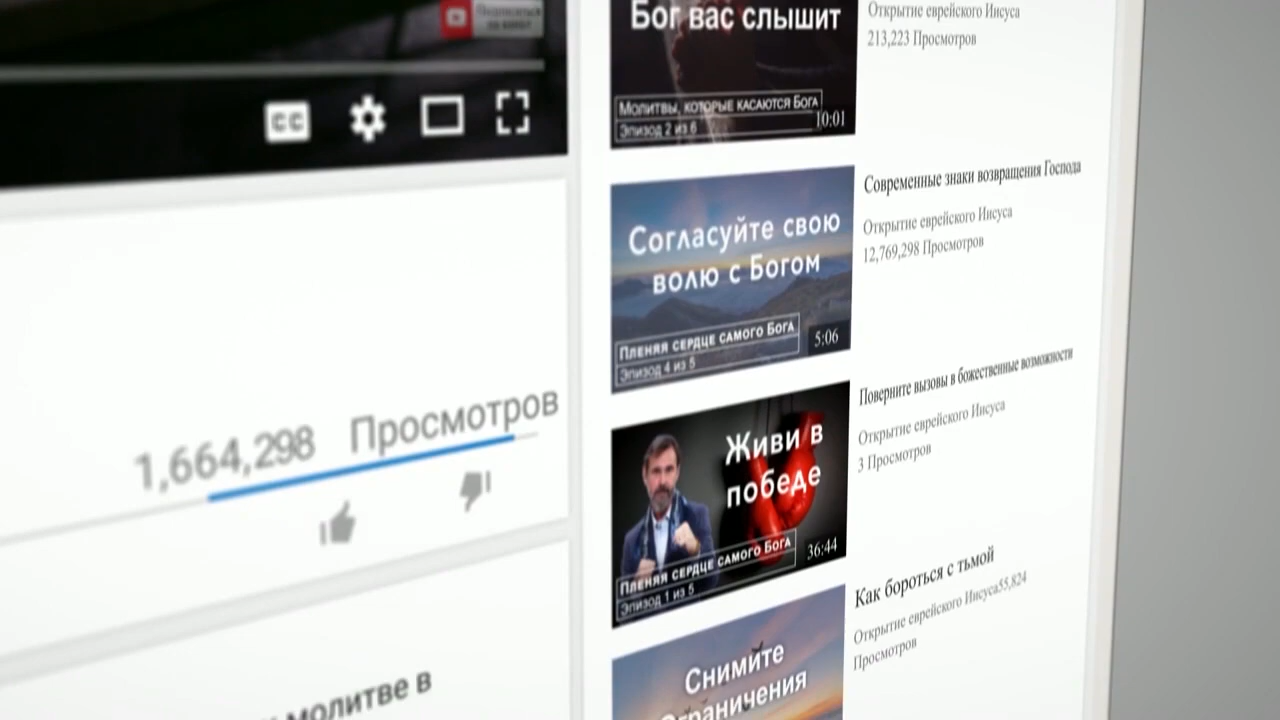 Подписаться
на канал
CC
1,664,298 Просмотров
молитве в
Бог вас слышит
Молитвы, которые касаются Бога
Эпизод 2 из 6
10:01
Открытие еврейского Иисуса
213,223 Просмотров
Согласуйте свою
волю с Богом
Пленяя сердце самого Бога
Эпизод 4 из 5
5:06
Современные знаки возвращения Господа
Открытие еврейского Иисуса
12,769,298 Просмотров
Живи в
победе
Пленяя сердце самого Бога
Эпизод 1 из 5
36:44
Поверните вызовы в божественные возможности
Открытие еврейского Иисуса
3 Просмотров
Снимите
ограничения
Как бороться с тьмой
Открытие еврейского Иисуса55,824
Просмотров